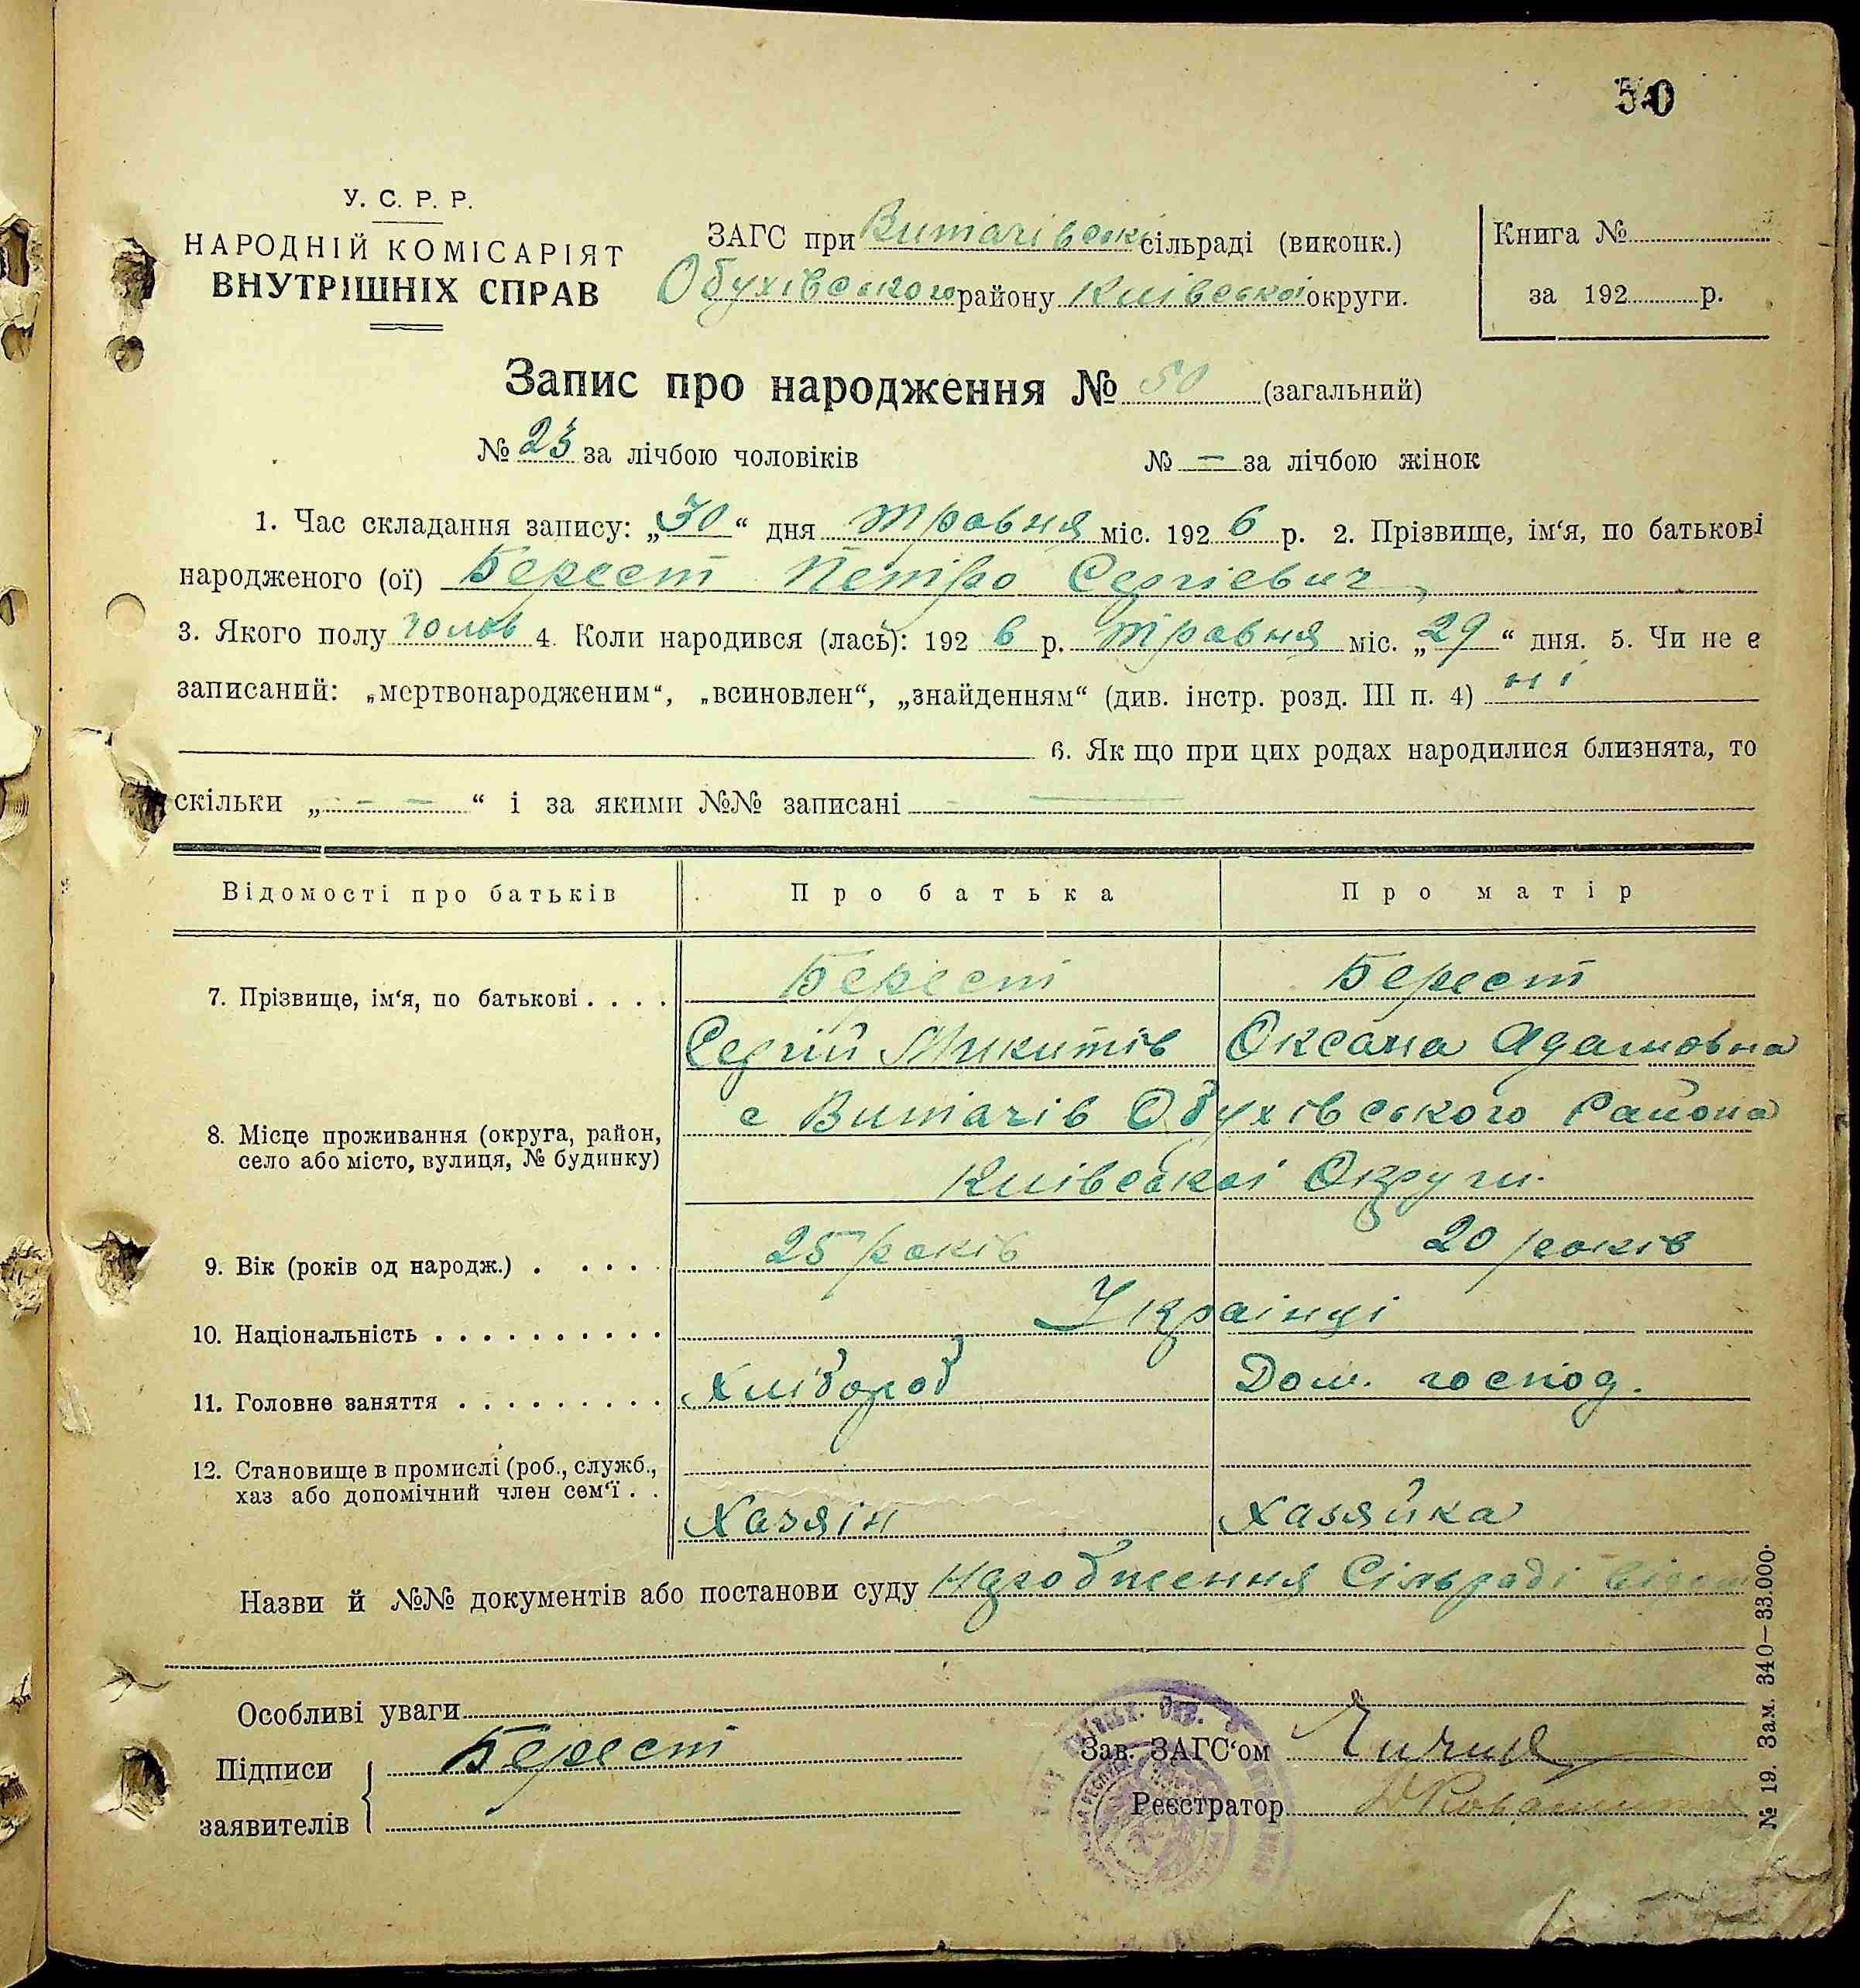 50
У. С. Р. Р.
НАРОДНІЙ КОМІСАРІЯТ
ВНУТРІШНІХ СПРАВ
ЗАГС при Витачівській сільраді (виконк.)
Обухівського району Київської округи.
Книга №
за 192 р.
Запис про народження № 50 (загальний)
№ 23 за лічбою чоловіків № — за лічбою жінок
1. Час складання запису: „30“ дня травня міс. 1926 р. 2. Прізвище, ім‘я, по батькові
народженого (ої) Берест Петро Сергієвич
3. Якого полу чолов 4. Коли народився (лась): 1926 р. травня міс. „29“ дня. 5. Чи не є
записаний: „мертвонародженим“, „всиновлен“, „знайденням“ (див. інстр. розд. III п. 4) ні
6. Як що при цих родах народилися близнята, то
скільки „ — — “ і за якими №№ записані —
Відомості про батьків Про батька Про матір
7. Прізвище, ім‘я, по батькові . . . . Берест Берест
Сергій Микитів Оксана Адамовна
8. Місце проживання (округа, район,
село або місто, вулиця, № будинку)
с Витачів Обухівського Района
Київської Округи.
9. Вік (років од народж.) . . . . . 25 років 20 років
10. Національність . . . . . . . . . . Українці
11. Головне заняття . . . . . . . . . Хлібороб Дом. господ.
12. Становище в промислі (роб., служб.,
хаз або допомічний член сем‘ї . .
Хазяін Хазяйка
Назви й №№ документів або постанови суду Сільради
Особливі уваги
Підписи
заявителів
Берест
Зав. ЗАГС‘ом
Реєстратор
№ 19. Зам. 340—33.000.